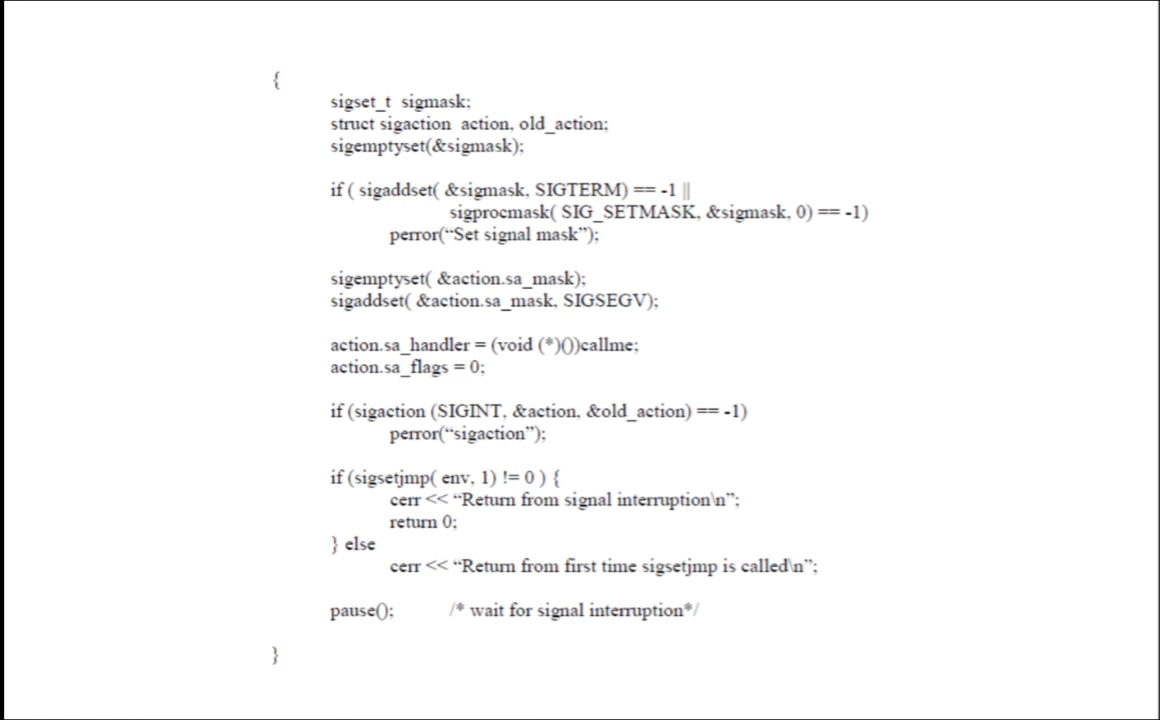 {
sigset_t sigmask;
struct sigaction action, old_action;
sigemptyset(&sigmask);
if ( sigaddset( &sigmask, SIGTERM) == -1 ||
sigprocmask( SIG_SETMASK, &sigmask, 0) == -1)
perror(“Set signal mask”);
sigemptyset( &action.sa_mask);
sigaddset( &action.sa_mask, SIGSEGV);
action.sa_handler = (void (*)())callme;
action.sa_flags = 0;
if (sigaction (SIGINT, &action, &old_action) == -1)
perror(“sigaction”);
if (sigsetjmp( env, 1) != 0 ) {
cerr << “Return from signal interruption\n”;
return 0;
} else
cerr << “Return from first time sigsetjmp is called\n”;
pause(); /* wait for signal interruption*/
}